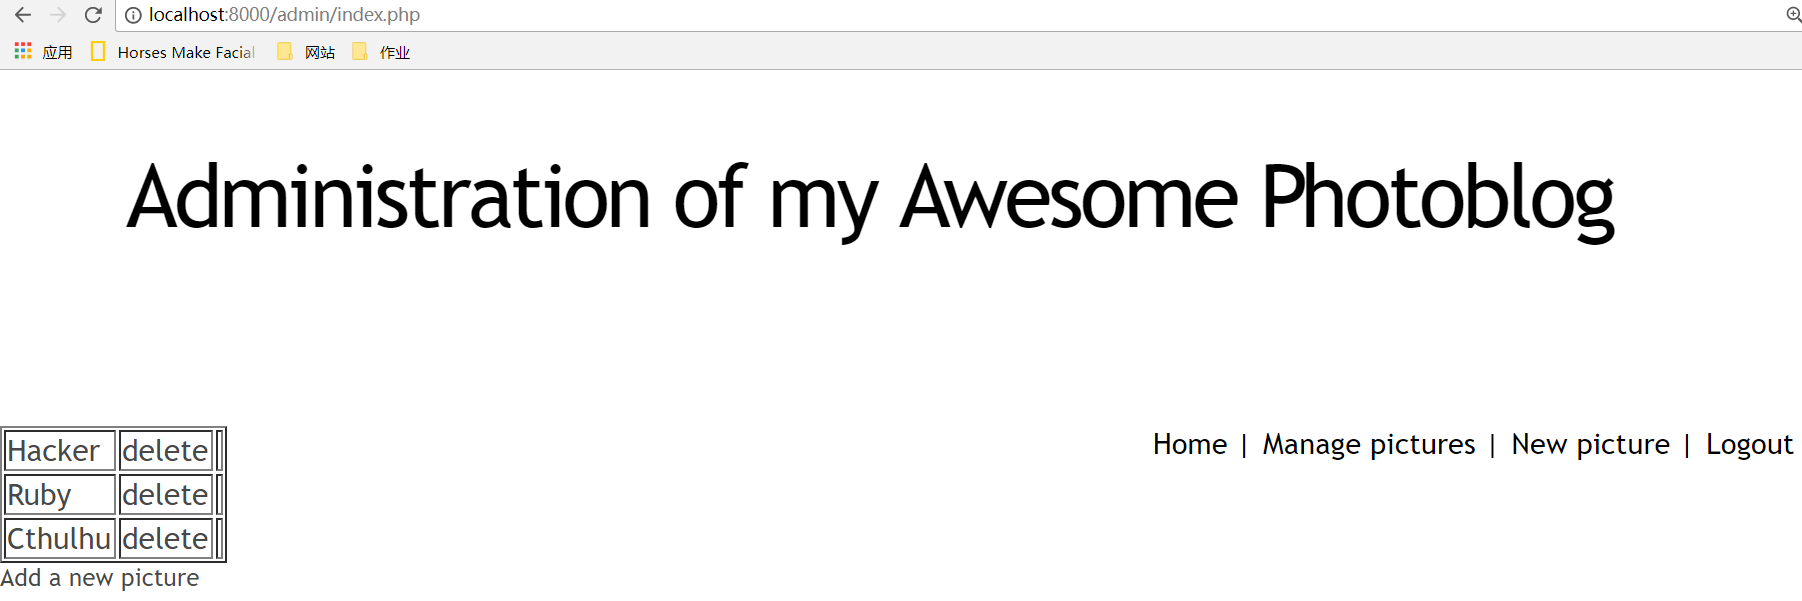 localhost:8000/admin/index.php
应用 Horses Make Facial 网站 作业
Administration of my Awesome Photoblog
Home | Manage pictures | New picture | Logout
Hacker delete
Ruby delete
Cthulhu delete
Add a new picture